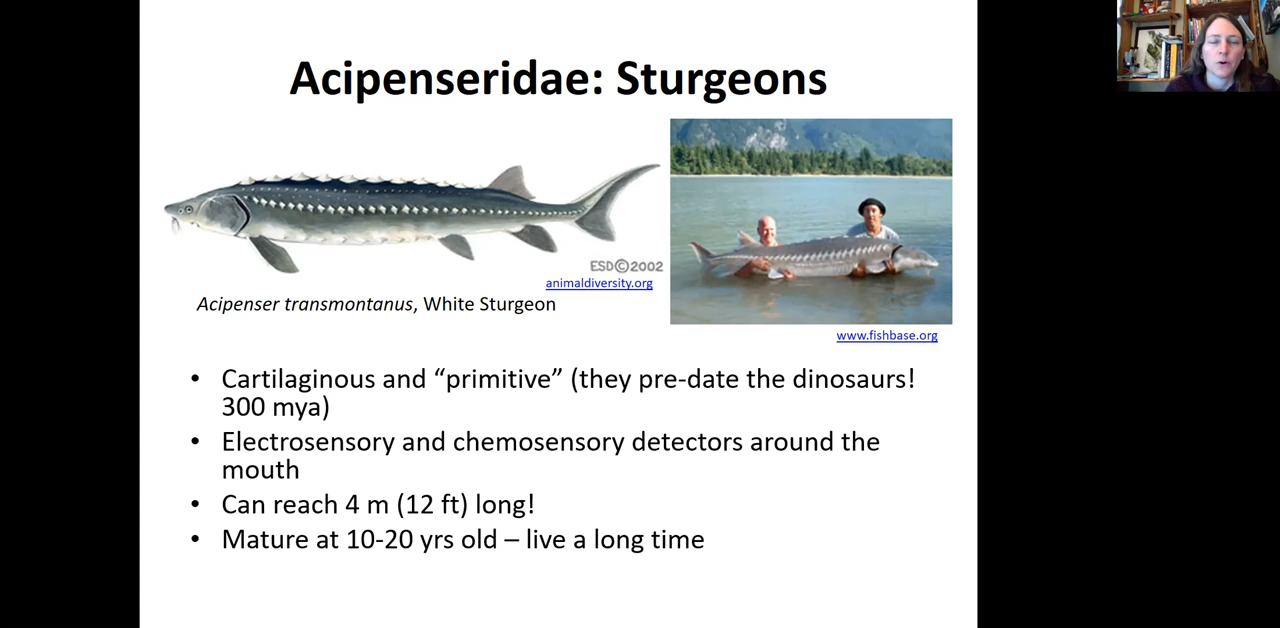 Acipenseridae: Sturgeons
ESD©2002
animaldiversity.org
Acipenser transmontanus, White Sturgeon
www.fishbase.org
• Cartilaginous and “primitive” (they pre-date the dinosaurs!
300 mya)
• Electrosensory and chemosensory detectors around the
mouth
• Can reach 4 m (12 ft) long!
• Mature at 10-20 yrs old – live a long time